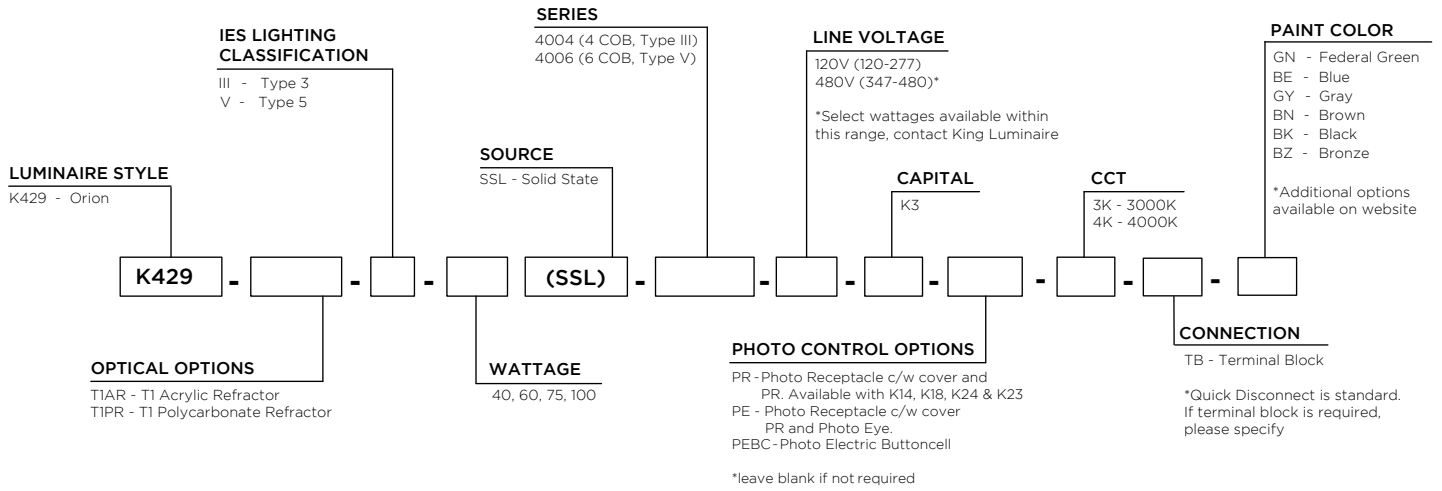 SERIES
4004 (4 COB, Type III)
4006 (6 COB, Type V)
IES LIGHTING
CLASSIFICATION
III - Type 3
V - Type 5
LINE VOLTAGE
120V (120-277)
480V (347-480)*
*Select wattages available within
this range, contact King Luminaire
PAINT COLOR
GN - Federal Green
BE - Blue
GY - Gray
BN - Brown
BK - Black
BZ - Bronze
*Additional options
available on website
LUMINAIRE STYLE
K429 - Orion
SOURCE
SSL - Solid State
CAPITAL
K3
CCT
3K - 3000K
4K - 4000K
K429 - - - (SSL) - - - - - - -
OPTICAL OPTIONS
T1AR - T1 Acrylic Refractor
T1PR - T1 Polycarbonate Refractor
WATTAGE
40, 60, 75, 100
PHOTO CONTROL OPTIONS
PR - Photo Receptacle c/w cover and
PR. Available with K14, K18, K24 & K23
PE - Photo Receptacle c/w cover
PR and Photo Eye.
PEBC - Photo Electric Buttoncell
*leave blank if not required
CONNECTION
TB - Terminal Block
*Quick Disconnect is standard.
If terminal block is required,
please specify